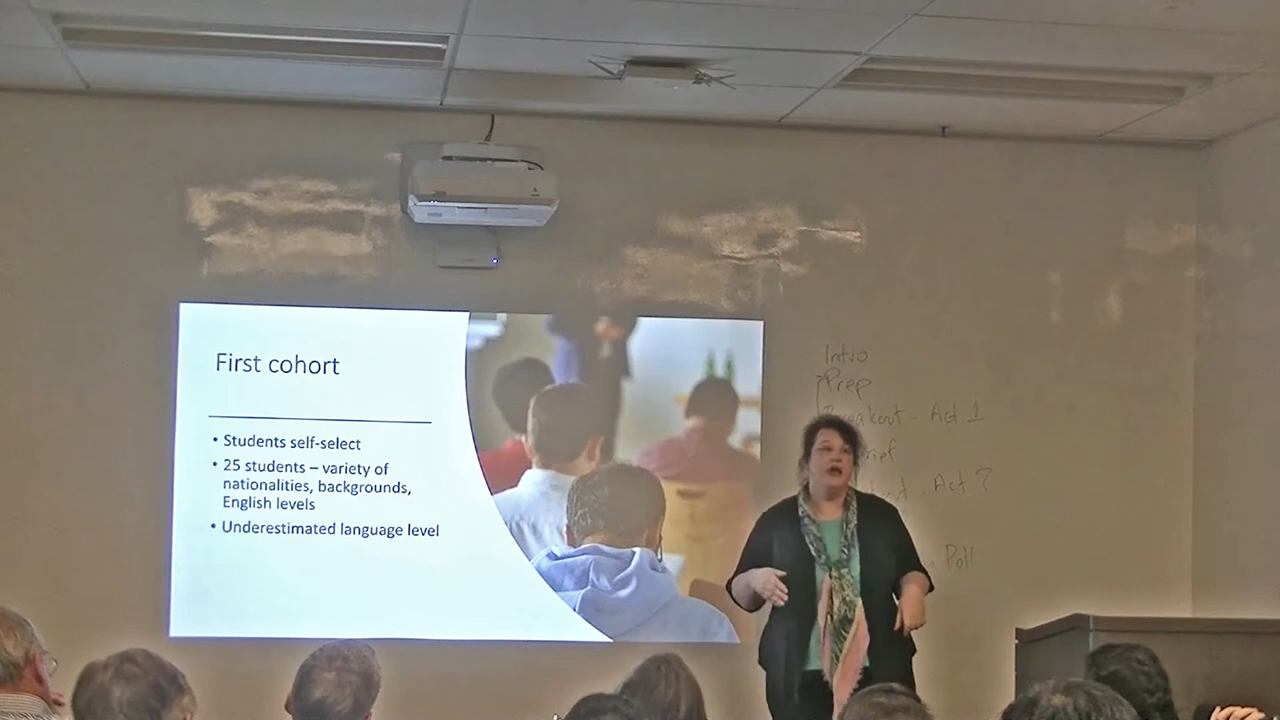 First cohort
• Students self-select
• 25 students – variety of
nationalities, backgrounds,
English levels
• Underestimated language level
Intro
Prep
Breakout - Act 1
Act ?
Poll